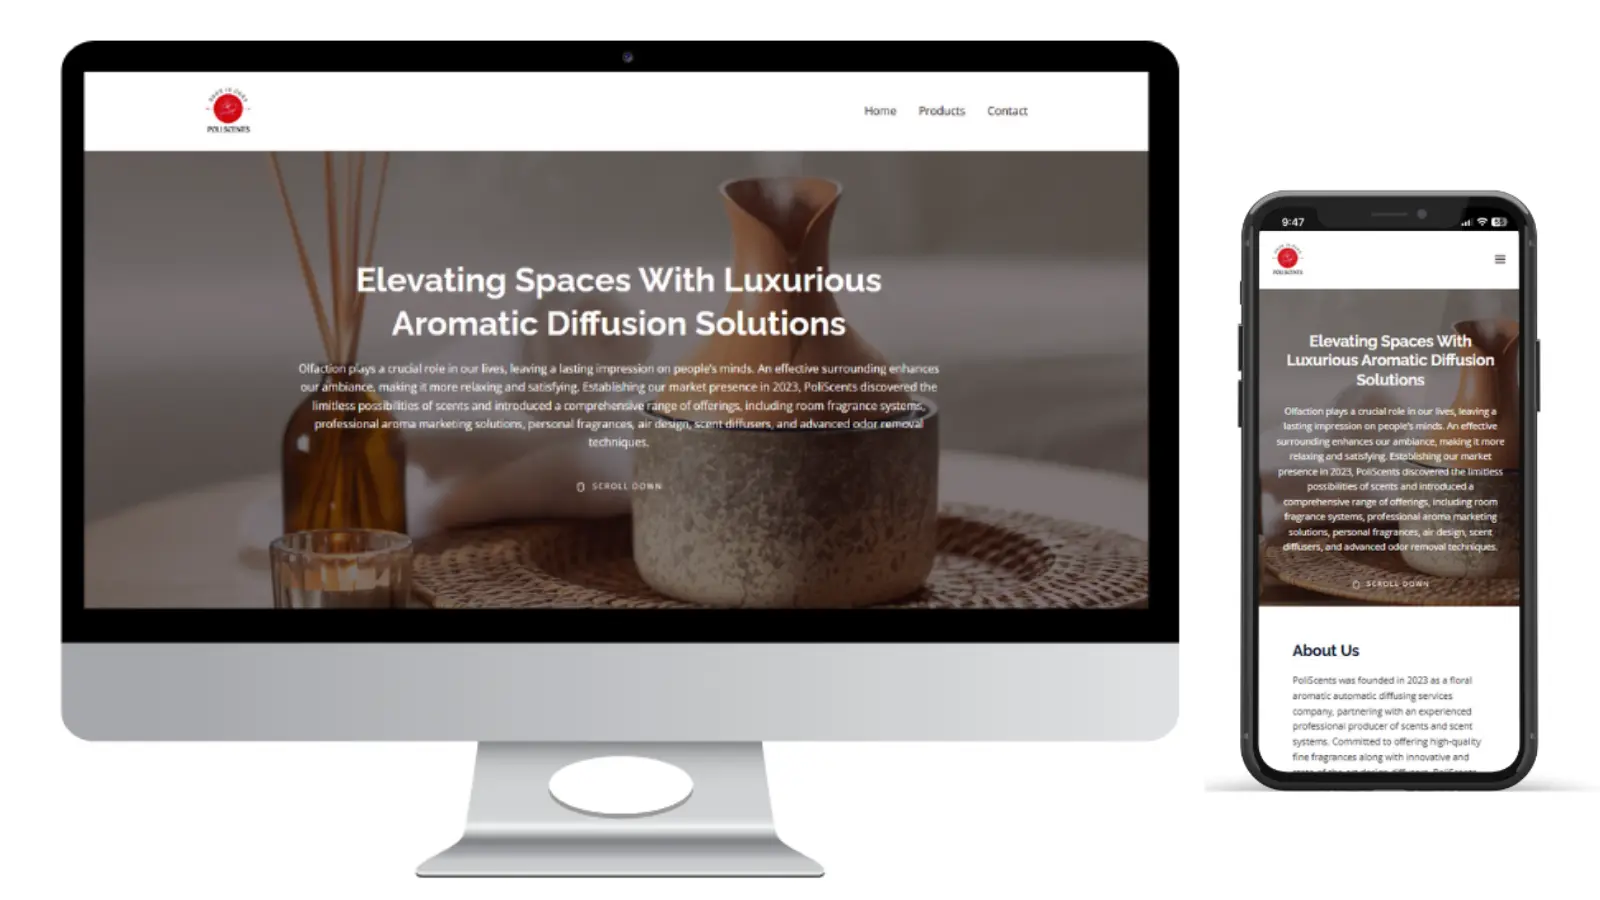 POLISCENTS
Home Products Contact
Elevating Spaces With Luxurious
Aromatic Diffusion Solutions
Olfaction plays a crucial role in our lives, leaving a lasting impression on people's minds. An effective surrounding enhances
our ambiance, making it more relaxing and satisfying. Establishing our market presence in 2023, PoliScents discovered the
limitless possibilities of scents and introduced a comprehensive range of offerings, including room fragrance systems,
professional aroma marketing solutions, personal fragrances, air design, scent diffusers, and advanced odor removal
techniques.
SCROLL DOWN
9:47
POLISCENTS
Elevating Spaces With
Luxurious Aromatic Diffusion
Solutions
Olfaction plays a crucial role in our lives, leaving a
lasting impression on people's minds. An effective
surrounding enhances our ambiance, making it more
relaxing and satisfying. Establishing our market
presence in 2023, PoliScents discovered the limitless
possibilities of scents and introduced a
comprehensive range of offerings, including room
fragrance systems, professional aroma marketing
solutions, personal fragrances, air design, scent
diffusers, and advanced odor removal techniques.
SCROLL DOWN
About Us
PoliScents was founded in 2023 as a floral
aromatic automatic diffusing services
company, partnering with an experienced
professional producer of scents and scent
systems. Committed to offering high-quality
fine fragrances along with innovative and